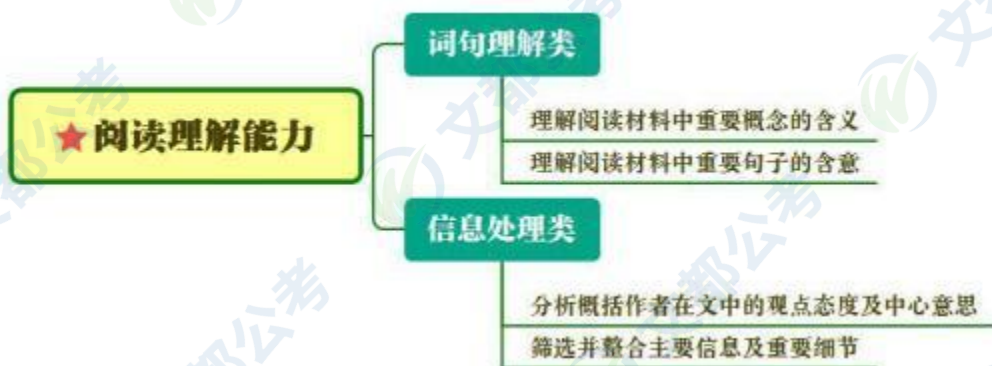 词句理解类
★阅读理解能力
理解阅读材料中重要概念的含义
理解阅读材料中重要句子的含意
信息处理类
分析概括作者在文中的观点态度及中心意思
筛选并整合主要信息及重要细节
文都公考